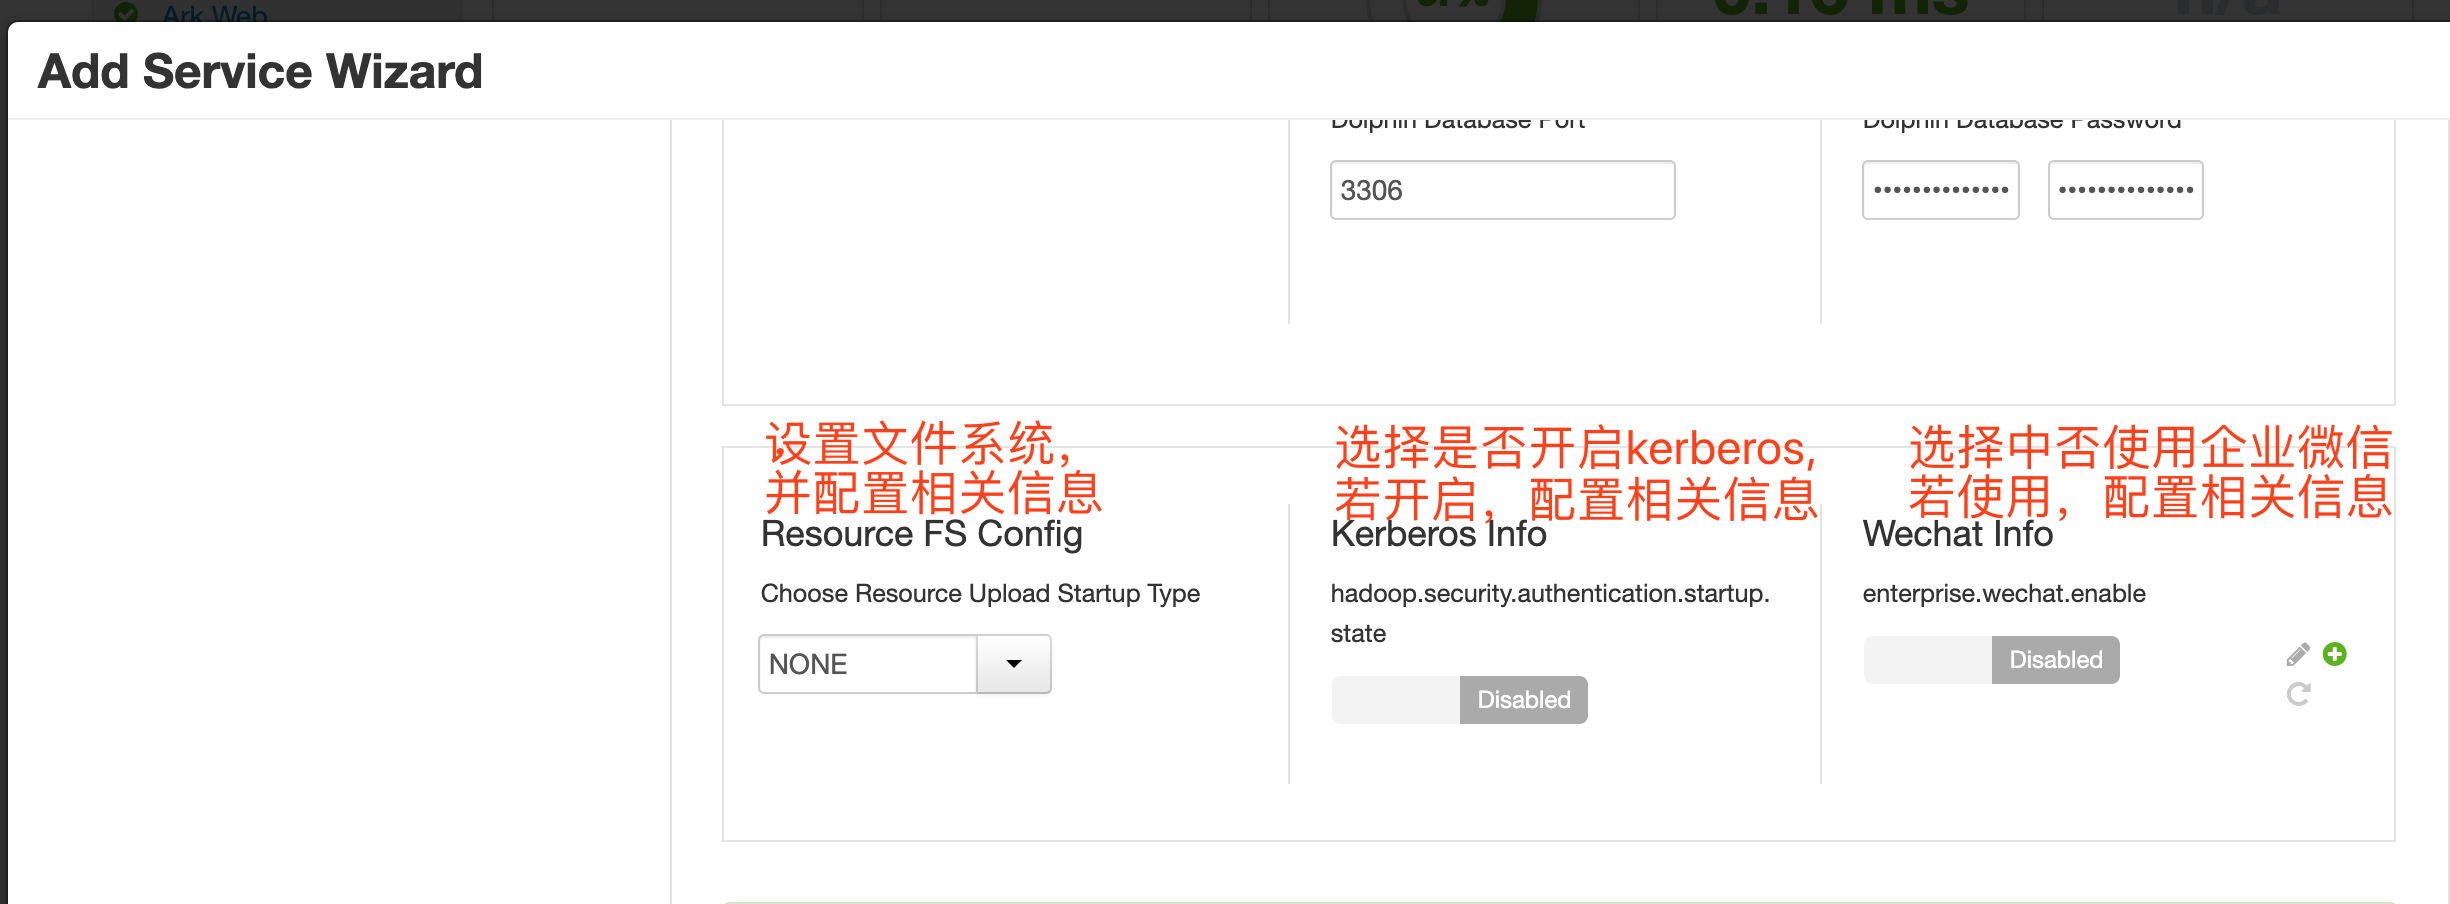 Ark Web
Add Service Wizard
Dolphin Database Port
Dolphin Database Password
3306
设置文件系统，
并配置相关信息
选择是否开启kerberos,
若开启，配置相关信息
选择中否使用企业微信
若使用，配置相关信息
Resource FS Config
Kerberos Info
Wechat Info
Choose Resource Upload Startup Type
hadoop.security.authentication.startup.
state
enterprise.wechat.enable
NONE
Disabled
Disabled